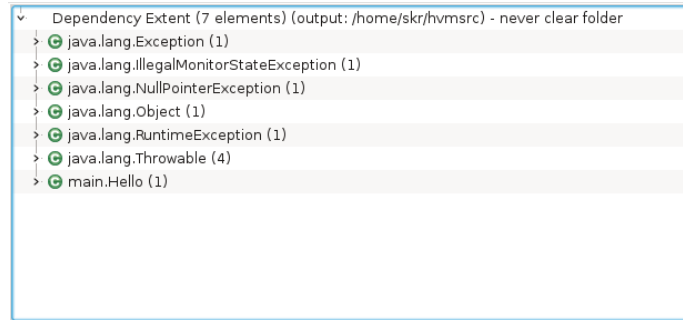 Dependency Extent (7 elements) (output: /home/skr/hvmsrc) - never clear folder
java.lang.Exception (1)
java.lang.IllegalMonitorStateException (1)
java.lang.NullPointerException (1)
java.lang.Object (1)
java.lang.RuntimeException (1)
java.lang.Throwable (4)
main.Hello (1)